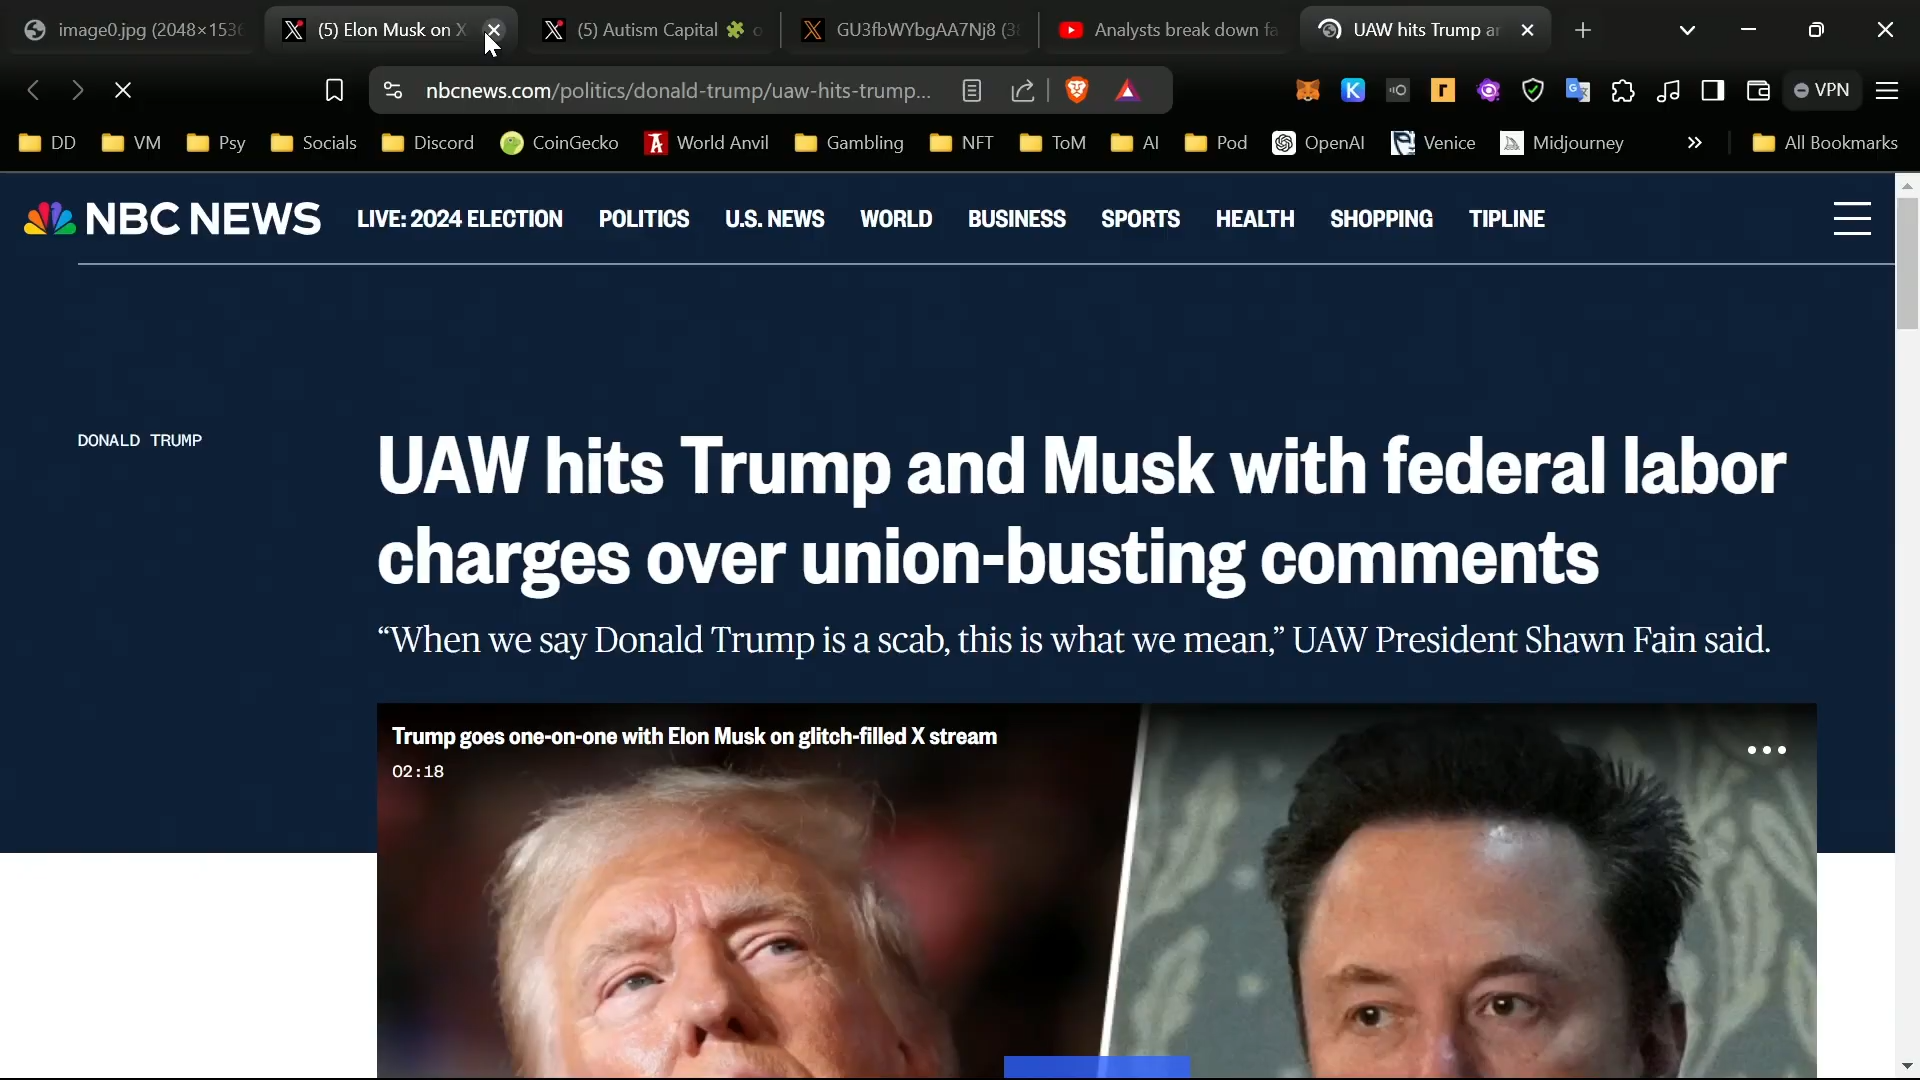 image0.jpg (2048×1536
(5) Elon Musk on X
(5) Autism Capital
GU3fbWYbgAA7Nj8
Analysts break down fa
UAW hits Trump ar
nbcnews.com/politics/donald-trump/uaw-hits-trump...
VPN
DD
VM
Psy
Socials
Discord
CoinGecko
World Anvil
Gambling
NFT
ToM
AI
Pod
OpenAI
Venice
Midjourney
»
All Bookmarks
NBC NEWS
LIVE: 2024 ELECTION
POLITICS
U.S. NEWS
WORLD
BUSINESS
SPORTS
HEALTH
SHOPPING
TIPLINE
DONALD TRUMP
UAW hits Trump and Musk with federal labor
charges over union-busting comments
“When we say Donald Trump is a scab, this is what we mean,” UAW President Shawn Fain said.
Trump goes one-on-one with Elon Musk on glitch-filled X stream
02:18